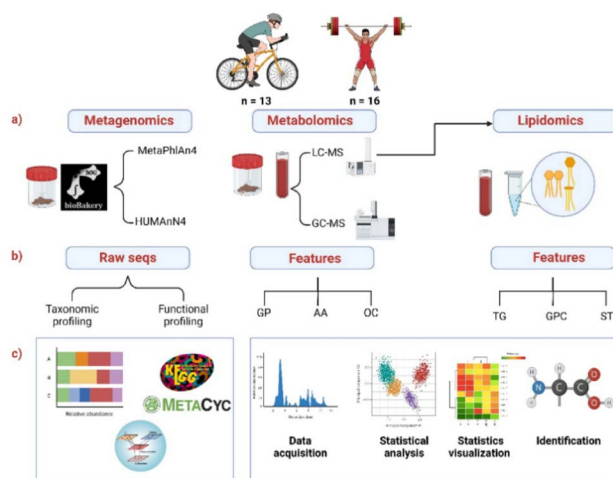 n = 13
n = 16
a)
Metagenomics
Metabolomics
Lipidomics
MetaPhlAn4
LC-MS
bioBakery
HUMAnN4
GC-MS
b)
Raw seqs
Features
Features
Taxonomic
profiling
Functional
profiling
GP
AA
OC
TG
GPC
ST
c)
A
B
C
Relative abundance
KEGG
METACYC
Data
acquisition
Statistical
analysis
Statistics
visualization
Identification
H
H
O
N
C
C
H
O
H